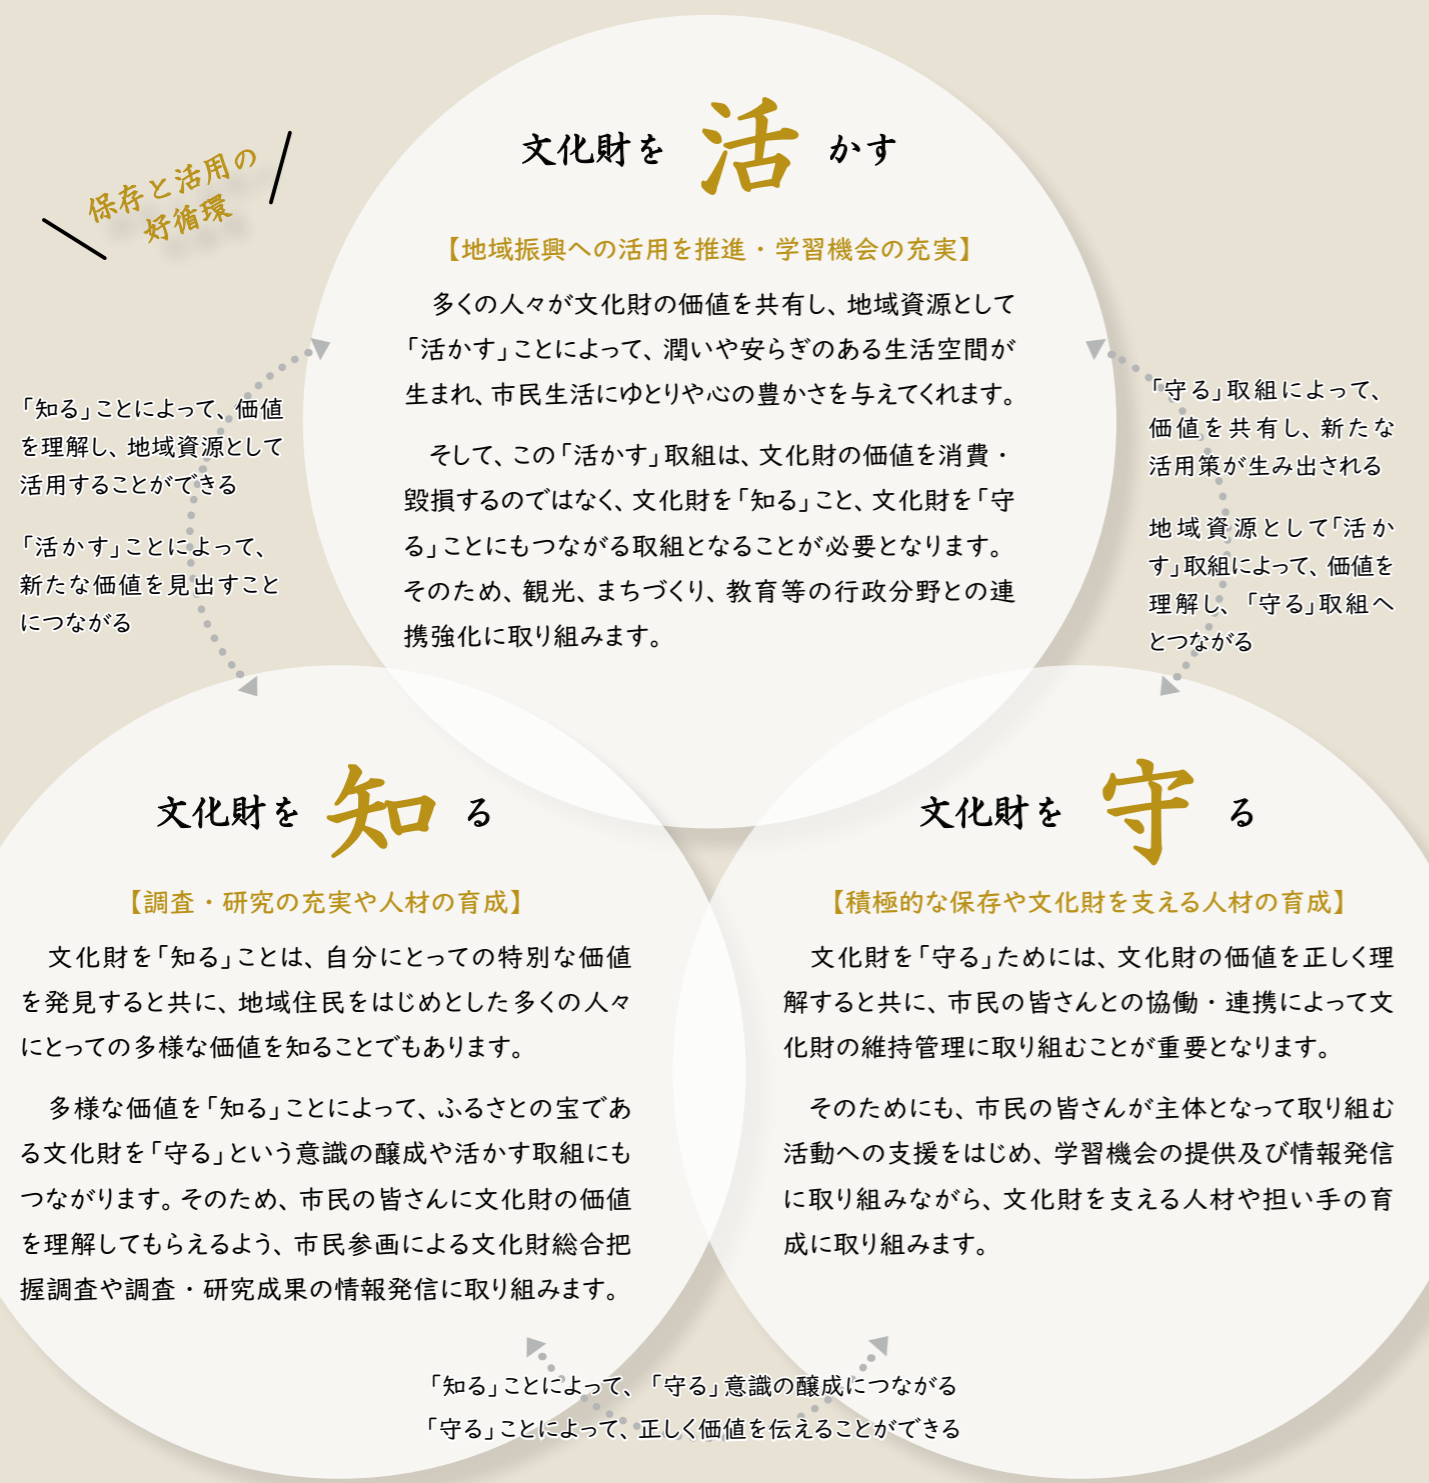 保存と活用の
好循環
文化財を活かす
【地域振興への活用を推進・学習機会の充実】
多くの人々が文化財の価値を共有し、地域資源として
「活かす」ことによって、潤いや安らぎのある生活空間が
生まれ、市民生活にゆとりや心の豊かさを与えてくれます。
そして、この「活かす」取組は、文化財の価値を消費・
毀損するのではなく、文化財を「知る」こと、文化財を「守
る」ことにもつながる取組となることが必要となります。
そのため、観光、まちづくり、教育等の行政分野との連
携強化に取り組みます。
「知る」ことによって、価値
を理解し、地域資源として
活用することができる
「活かす」ことによって、
新たな価値を見出すこと
につながる
「守る」取組によって、
価値を共有し、新たな
活用策が生み出される
地域資源として「活か
す」取組によって、価値を
理解し、「守る」取組へ
とつながる
文化財を知る
【調査・研究の充実や人材の育成】
文化財を「知る」ことは、自分にとっての特別な価値
を発見すると共に、地域住民をはじめとした多くの人々
にとっての多様な価値を知ることでもあります。
多様な価値を「知る」ことによって、ふるさとの宝であ
る文化財を「守る」という意識の醸成や活かす取組にも
つながります。そのため、市民の皆さんに文化財の価値
を理解してもらえるよう、市民参画による文化財総合把
握調査や調査・研究成果の情報発信に取り組みます。
文化財を守る
【積極的な保存や文化財を支える人材の育成】
文化財を「守る」ためには、文化財の価値を正しく理
解すると共に、市民の皆さんとの協働・連携によって文
化財の維持管理に取り組むことが重要となります。
そのためにも、市民の皆さんが主体となって取り組む
活動への支援をはじめ、学習機会の提供及び情報発信
に取り組みながら、文化財を支える人材や担い手の育
成に取り組みます。
「知る」ことによって、「守る」意識の醸成につながる
「守る」ことによって、正しく価値を伝えることができる